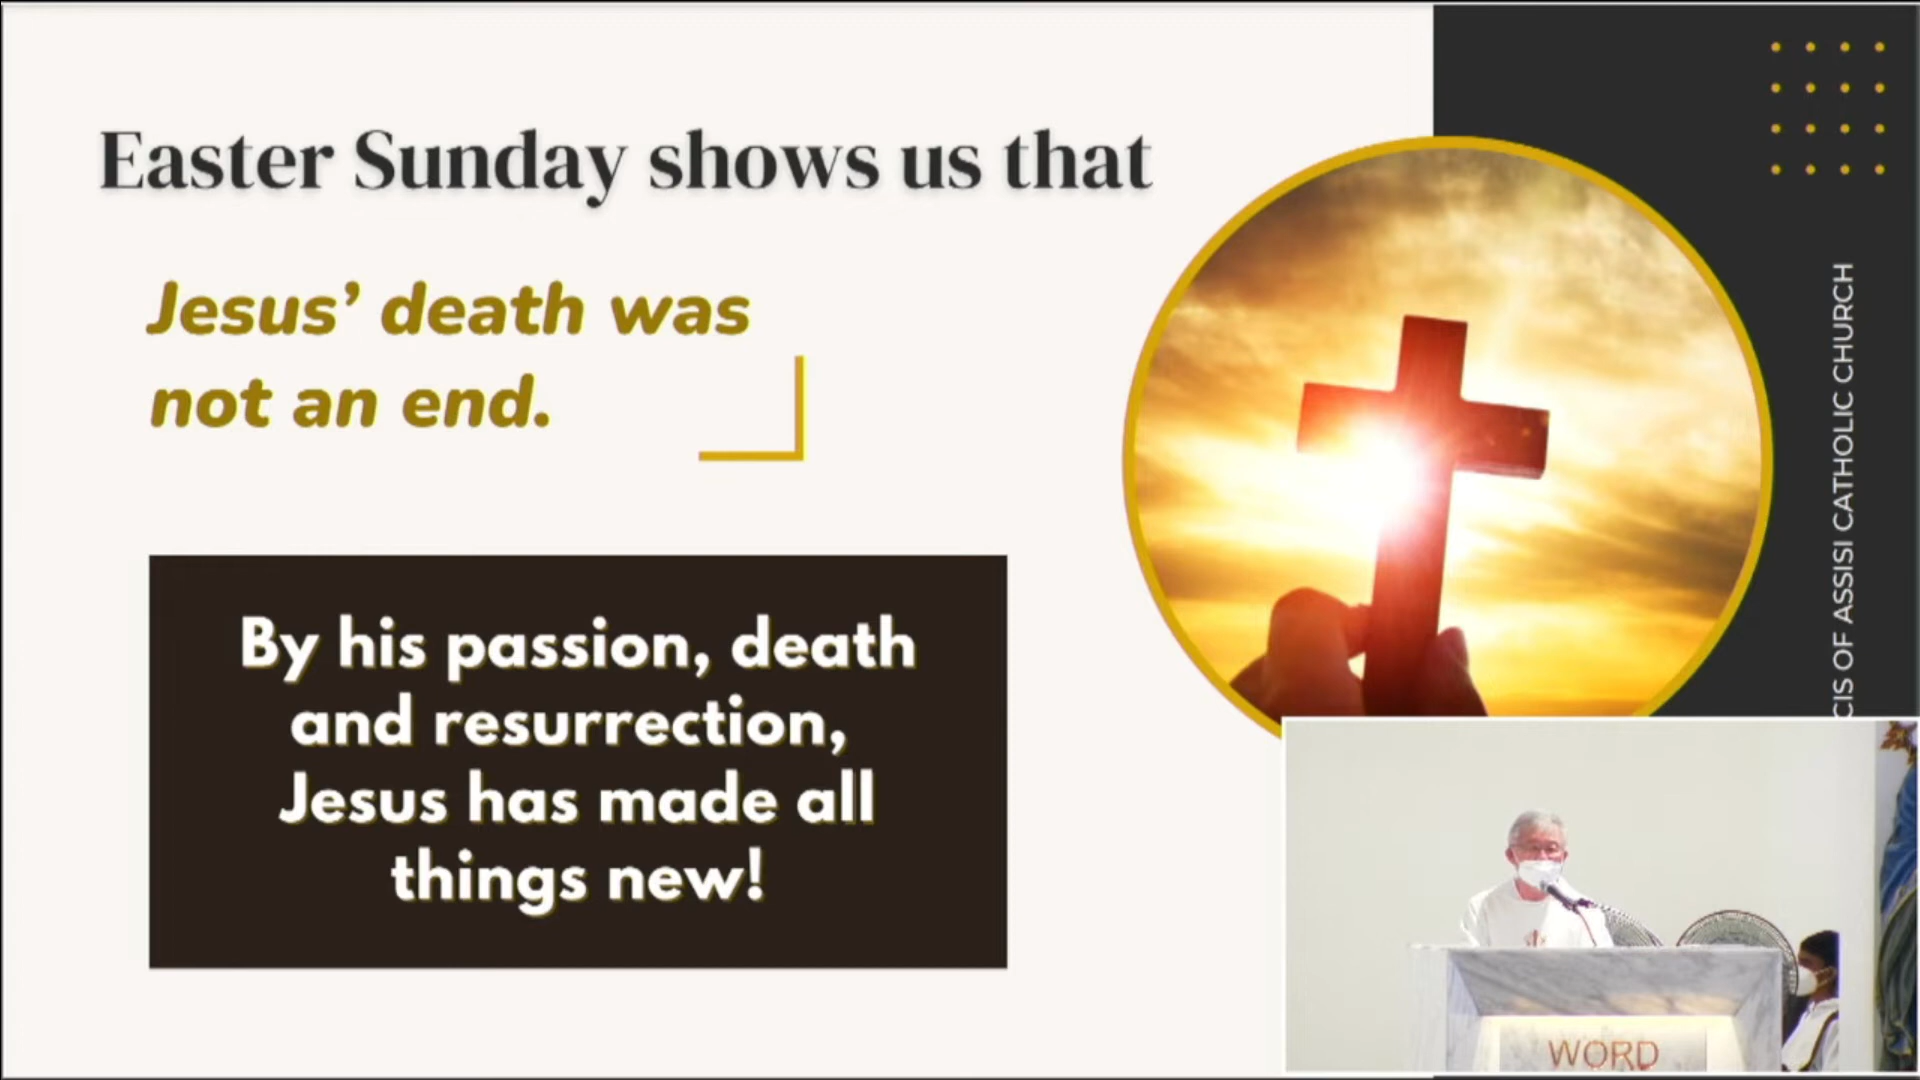 Easter Sunday shows us that
Jesus’ death was
not an end.
By his passion, death
and resurrection,
Jesus has made all
things new!
OF ASSISI CATHOLIC CHURCH
WORD